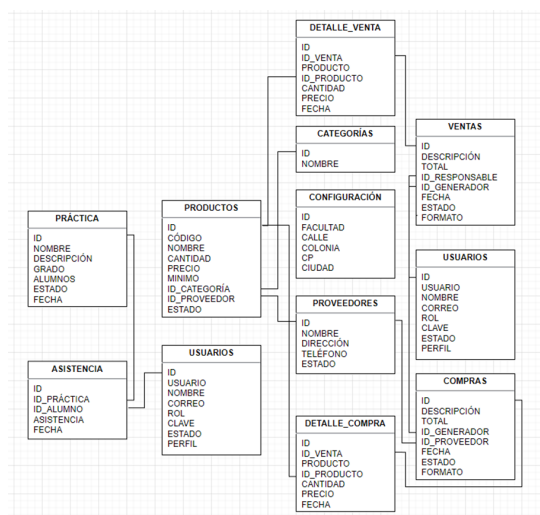 DETALLE_VENTA
ID
ID_VENTA
PRODUCTO
ID_PRODUCTO
CANTIDAD
PRECIO
FECHA
CATEGORÍAS
ID
NOMBRE
VENTAS
ID
DESCRIPCIÓN
TOTAL
ID_RESPONSABLE
ID_GENERADOR
FECHA
ESTADO
FORMATO
CONFIGURACIÓN
ID
FACULTAD
CALLE
COLONIA
CP
CIUDAD
PRODUCTOS
ID
CÓDIGO
NOMBRE
CANTIDAD
PRECIO
MINIMO
ID_CATEGORÍA
ID_PROVEEDOR
ESTADO
PRÁCTICA
ID
NOMBRE
DESCRIPCIÓN
GRADO
ALUMNOS
ESTADO
FECHA
USUARIOS
ID
USUARIO
NOMBRE
CORREO
ROL
CLAVE
ESTADO
PERFIL
PROVEEDORES
ID
NOMBRE
DIRECCIÓN
TELÉFONO
ESTADO
USUARIOS
ID
USUARIO
NOMBRE
CORREO
ROL
CLAVE
ESTADO
PERFIL
ASISTENCIA
ID
ID_PRÁCTICA
ID_ALUMNO
ASISTENCIA
FECHA
COMPRAS
ID
DESCRIPCIÓN
TOTAL
ID_GENERADOR
ID_PROVEEDOR
FECHA
ESTADO
FORMATO
DETALLE_COMPRA
ID
ID_VENTA
PRODUCTO
ID_PRODUCTO
CANTIDAD
PRECIO
FECHA